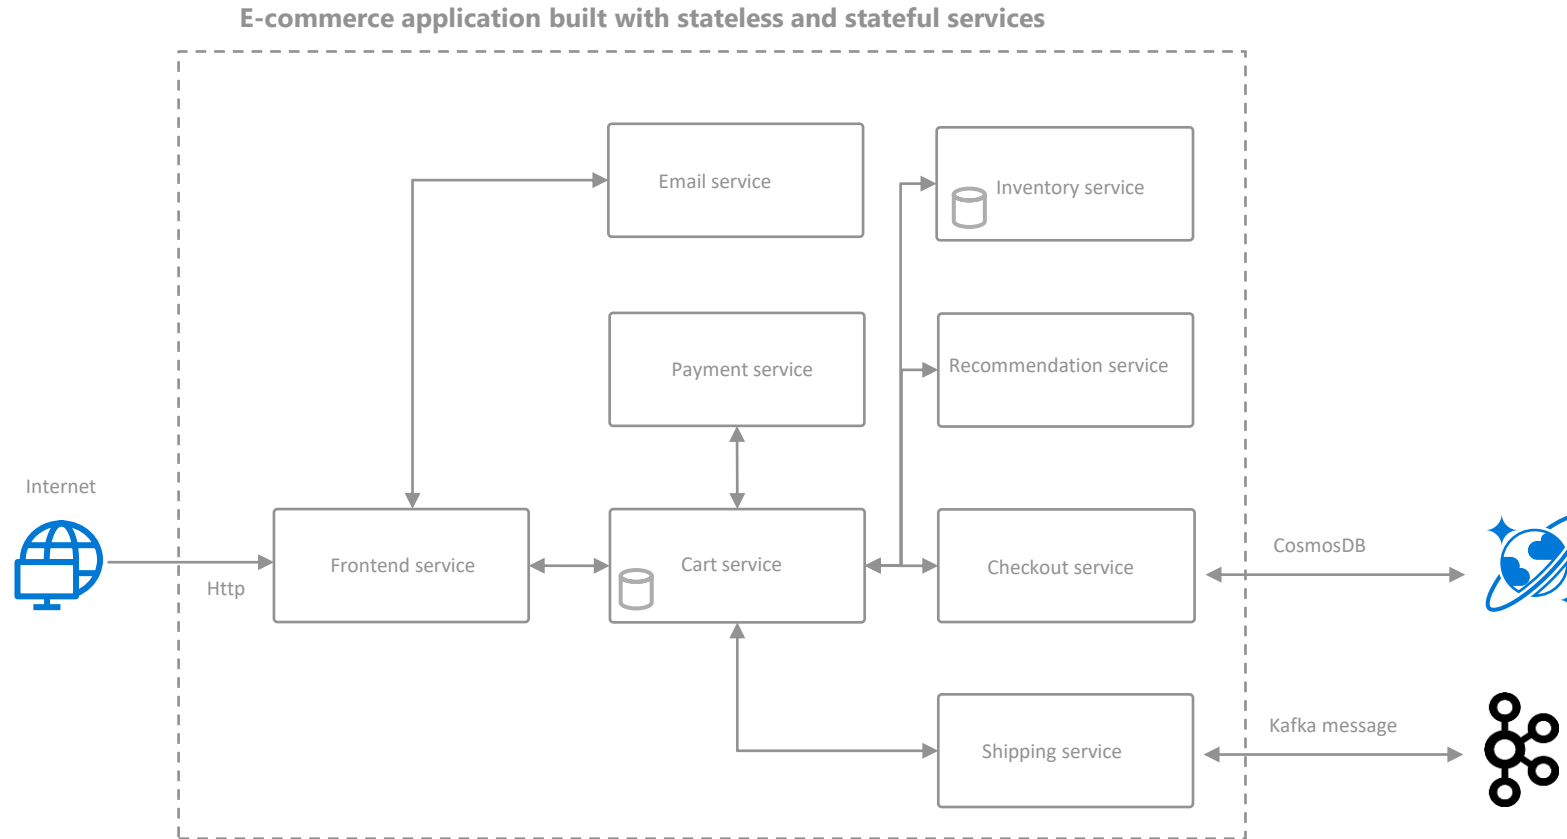 E-commerce application built with stateless and stateful services
Email service
Inventory service
Payment service
Recommendation service
Internet
Http
Frontend service
Cart service
Checkout service
CosmosDB
Shipping service
Kafka message